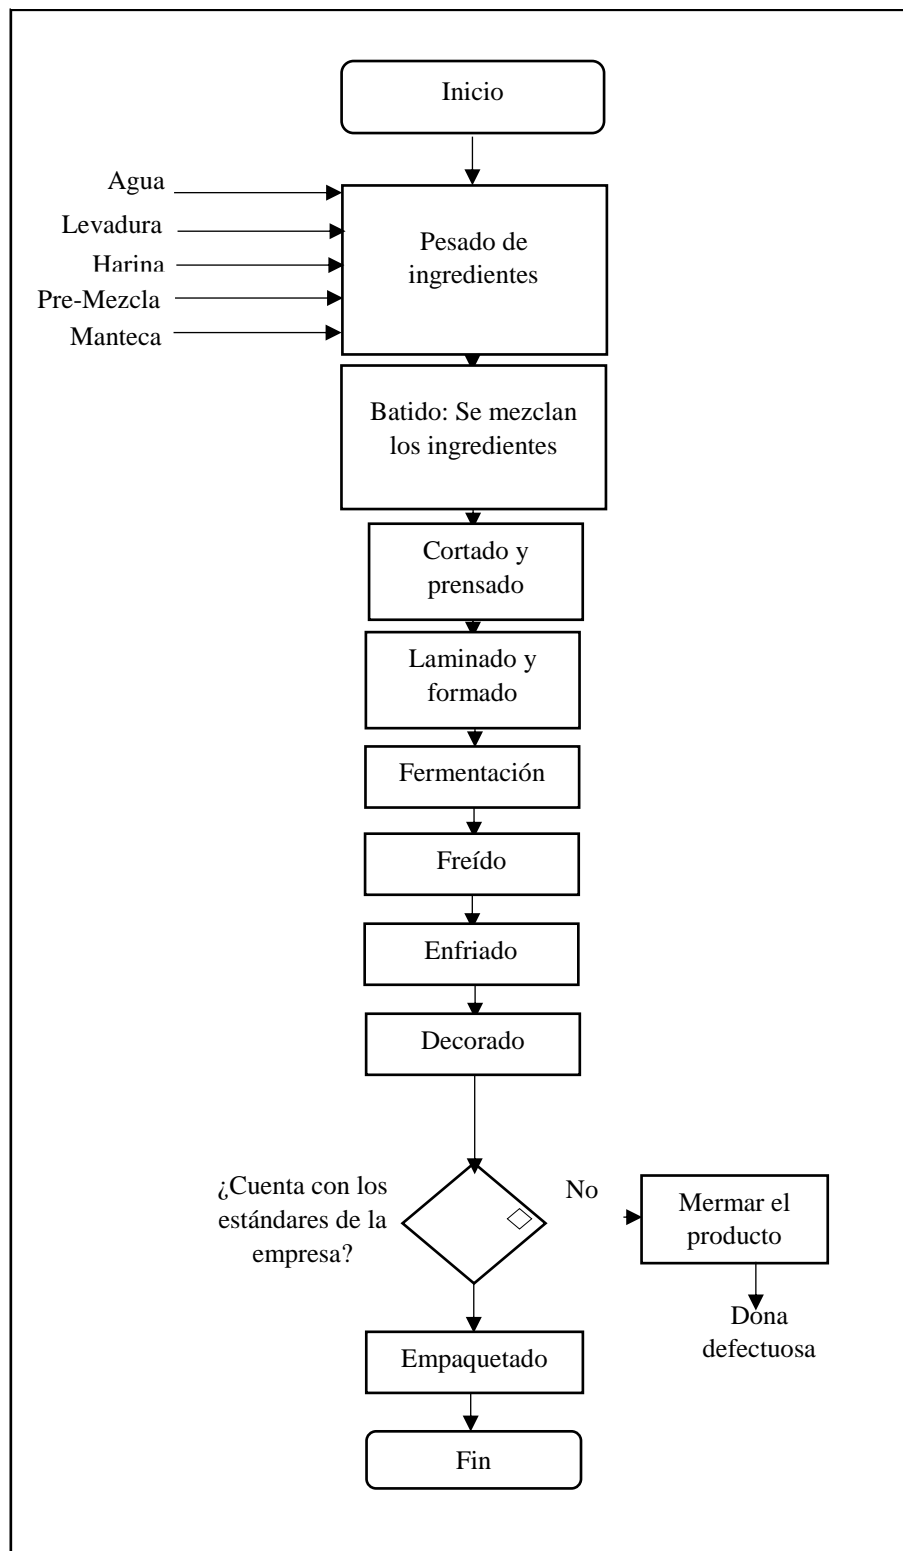 Inicio
Agua
Levadura
Harina
Pre-Mezcla
Manteca
Pesado de
ingredientes
Batido: Se mezclan
los ingredientes
Cortado y
prensado
Laminado y
formado
Fermentación
Freído
Enfriado
Decorado
¿Cuenta con los
estándares de la
empresa?
No
Mermar el
producto
Dona
defectuosa
Empaquetado
Fin